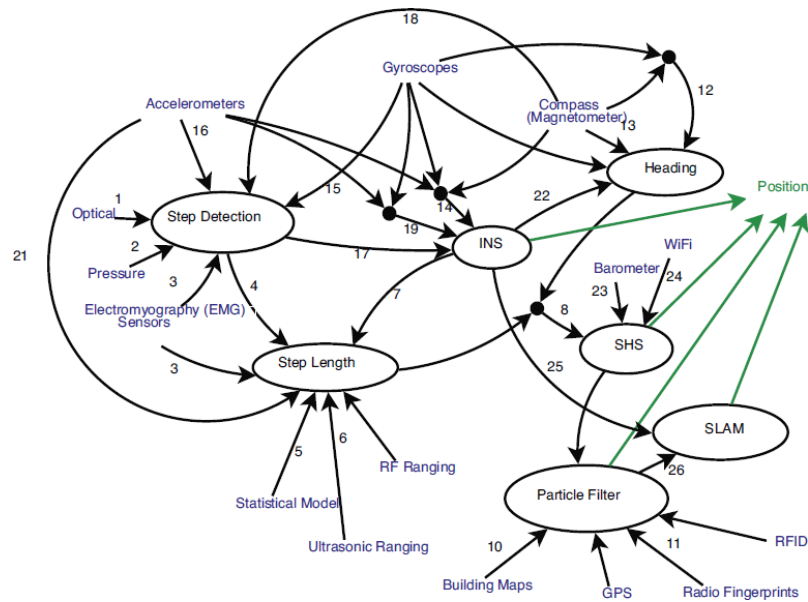 18
Gyroscopes
12
Accelerometers
Compass
(Magnetometer)
13
16
Heading
15
22
Position
14
Optical
1
Step Detection
19
INS
21
2
17
WiFi
Pressure
3
4
7
Barometer
24
23
Electromyography (EMG)
Sensors
8
3
Step Length
SHS
25
SLAM
6
5
RF Ranging
26
Statistical Model
Particle Filter
Ultrasonic Ranging
10
11
RFID
Building Maps
GPS
Radio Fingerprints